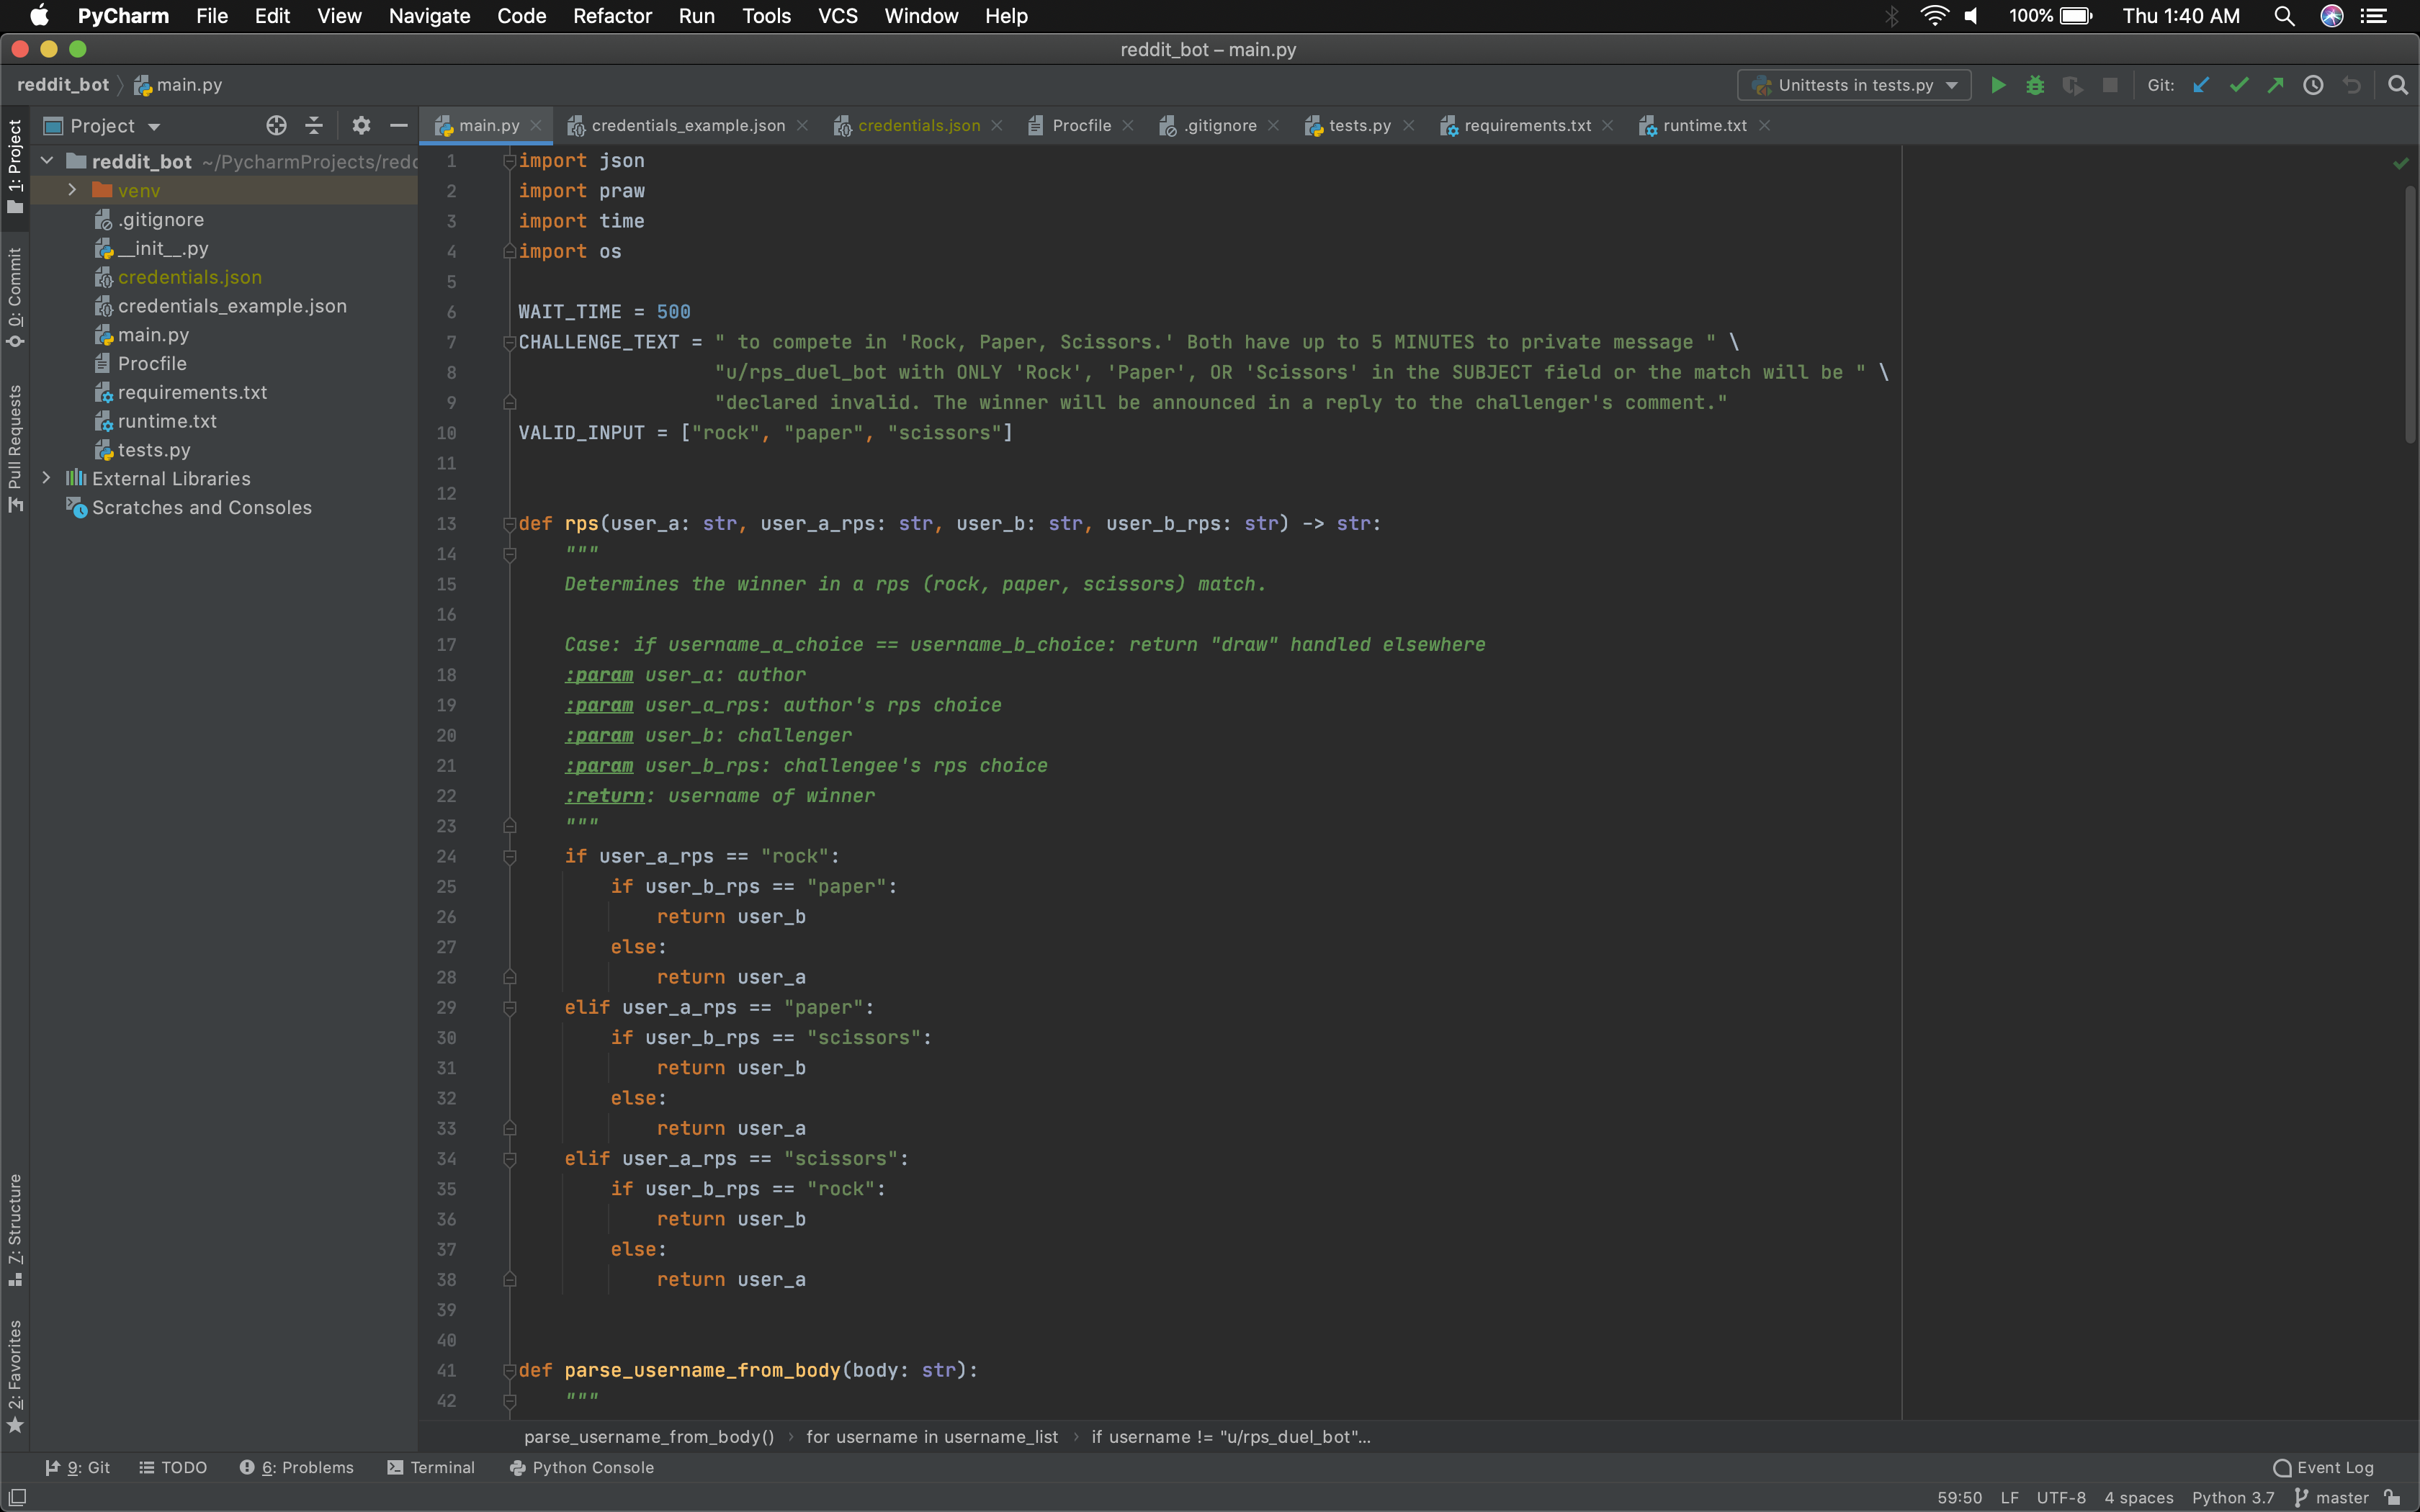 PyCharm File Edit View Navigate Code Refactor Run Tools VCS Window Help 100% Thu 1:40 AM
reddit_bot – main.py
reddit_bot main.py Unittests in tests.py Git:
Project main.py credentials_example.json credentials.json Procfile .gitignore tests.py requirements.txt runtime.txt
1: Project
0: Commit
Pull Requests
7: Structure
2: Favorites
reddit_bot ~/PycharmProjects/redd
venv
.gitignore
__init__.py
credentials.json
credentials_example.json
main.py
Procfile
requirements.txt
runtime.txt
tests.py
External Libraries
Scratches and Consoles
1 import json
2 import praw
3 import time
4 import os
5
6 WAIT_TIME = 500
7 CHALLENGE_TEXT = " to compete in 'Rock, Paper, Scissors.' Both have up to 5 MINUTES to private message " \
8 "u/rps_duel_bot with ONLY 'Rock', 'Paper', OR 'Scissors' in the SUBJECT field or the match will be " \
9 "declared invalid. The winner will be announced in a reply to the challenger's comment."
10 VALID_INPUT = ["rock", "paper", "scissors"]
11
12
13 def rps(user_a: str, user_a_rps: str, user_b: str, user_b_rps: str) -> str:
14 """
15 Determines the winner in a rps (rock, paper, scissors) match.
16
17 Case: if username_a_choice == username_b_choice: return "draw" handled elsewhere
18 :param user_a: author
19 :param user_a_rps: author's rps choice
20 :param user_b: challenger
21 :param user_b_rps: challengee's rps choice
22 :return: username of winner
23 """
24 if user_a_rps == "rock":
25 if user_b_rps == "paper":
26 return user_b
27 else:
28 return user_a
29 elif user_a_rps == "paper":
30 if user_b_rps == "scissors":
31 return user_b
32 else:
33 return user_a
34 elif user_a_rps == "scissors":
35 if user_b_rps == "rock":
36 return user_b
37 else:
38 return user_a
39
40
41 def parse_username_from_body(body: str):
42 """
parse_username_from_body() › for username in username_list › if username != "u/rps_duel_bot"...
9: Git TODO 6: Problems Terminal Python Console Event Log
59:50 LF UTF-8 4 spaces Python 3.7 master